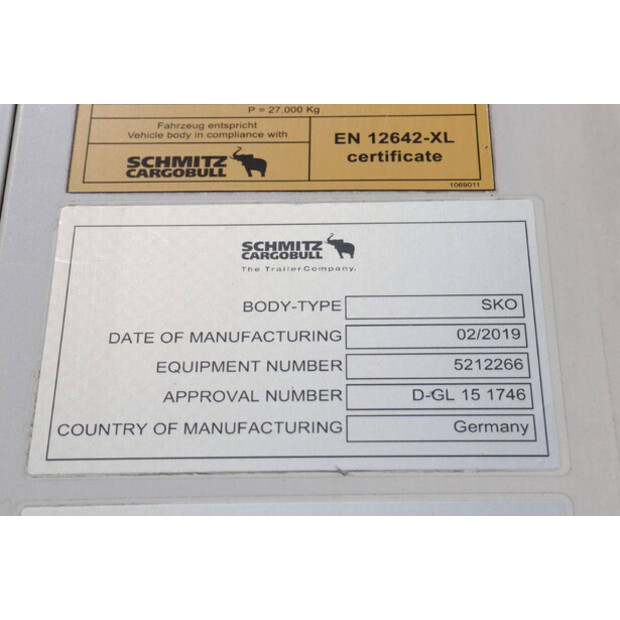 P = 27.000 Kg
Fahrzeug entspricht
Vehicle body in compliance with
SCHMITZ
CARGOBULL
EN 12642-XL
certificate
1069011
SCHMITZ
CARGOBULL
The Trailer Company.
BODY-TYPE SKO
DATE OF MANUFACTURING 02/2019
EQUIPMENT NUMBER 5212266
APPROVAL NUMBER D-GL 15 1746
COUNTRY OF MANUFACTURING Germany